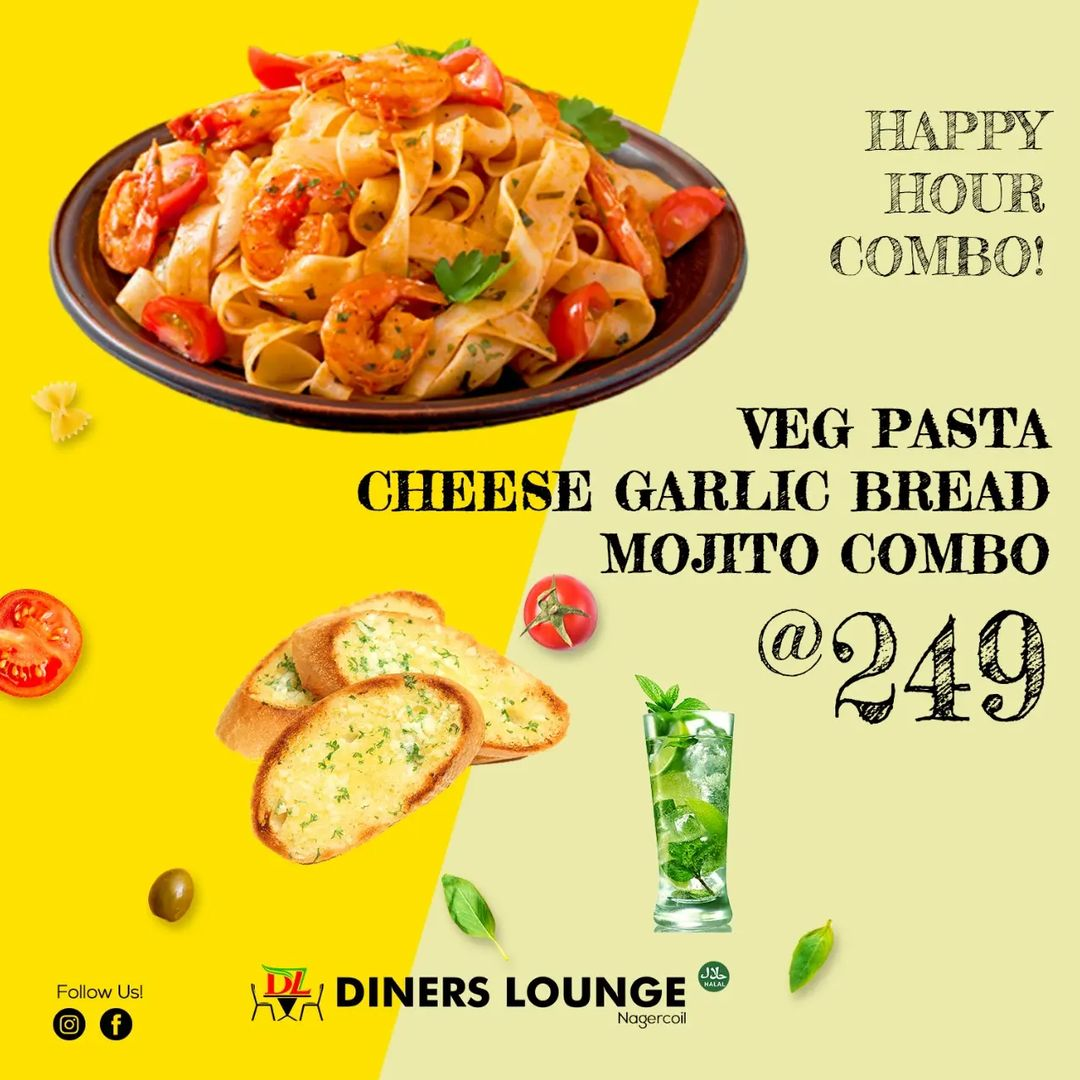 HAPPY
HOUR
COMBO!
VEG PASTA
CHEESE GARLIC BREAD
MOJITO COMBO
@249
Follow Us!
DL
DINERS LOUNGE
Nagercoil
حلال
HALAL